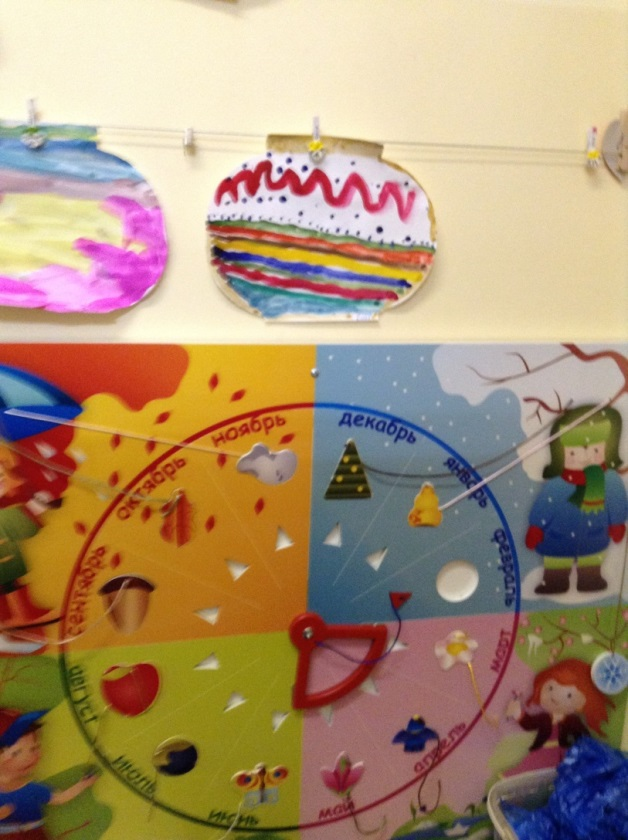 ноябрь
декабрь
октябрь
январь
сентябрь
февраль
август
март
июль
апрель
июнь
май